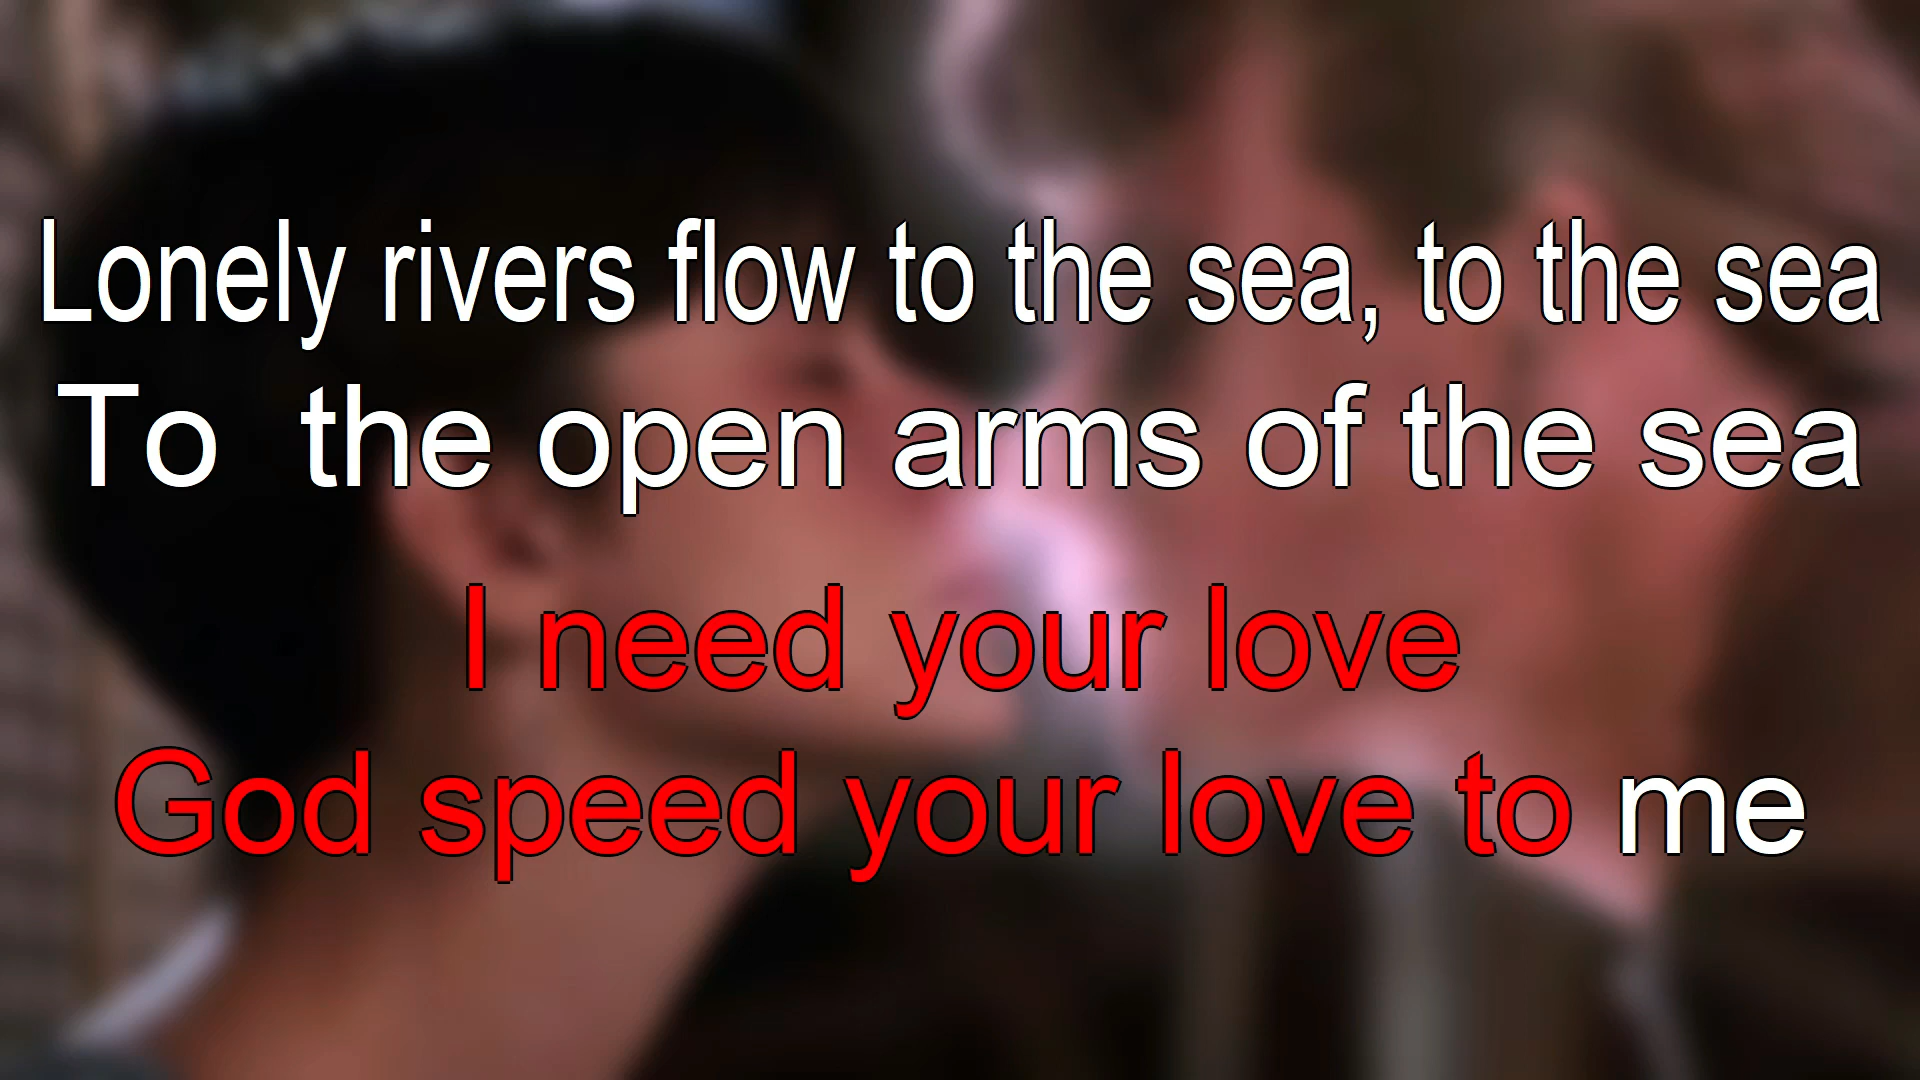 Lonely rivers flow to the sea, to the sea
To  the open arms of the sea
I need your love
God speed your love to me